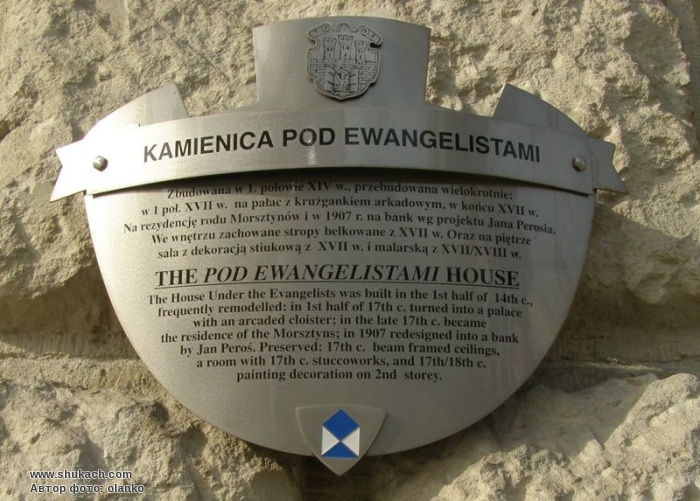 KAMIENICA POD EWANGELISTAMI
Zbudowana w 1. połowie XIV w., przebudowana wielokrotnie:
w 1 poł. XVII w. na pałac z krużgankiem arkadowym, w końcu XVII w.
Na rezydencję rodu Morsztynów i w 1907 r. na bank wg projektu Jana Perosia.
We wnętrzu zachowane stropy belkowane z XVII w. Oraz na piętrze
sala z dekoracją stiukową z XVII w. i malarską z XVII/XVIII w.
THE POD EWANGELISTAMI HOUSE
The House Under the Evangelists was built in the 1st half of 14th c.,
frequently remodelled: in 1st half of 17th c. turned into a palace
with an arcaded cloister; in the late 17th c. became
the residence of the Morsztyns; in 1907 redesigned into a bank
by Jan Peroś. Preserved: 17th c. beam framed ceilings,
a room with 17th c. stuccoworks, and 17th/18th c.
painting decoration on 2nd storey.
www.shukach.com
Автор фото: olanko